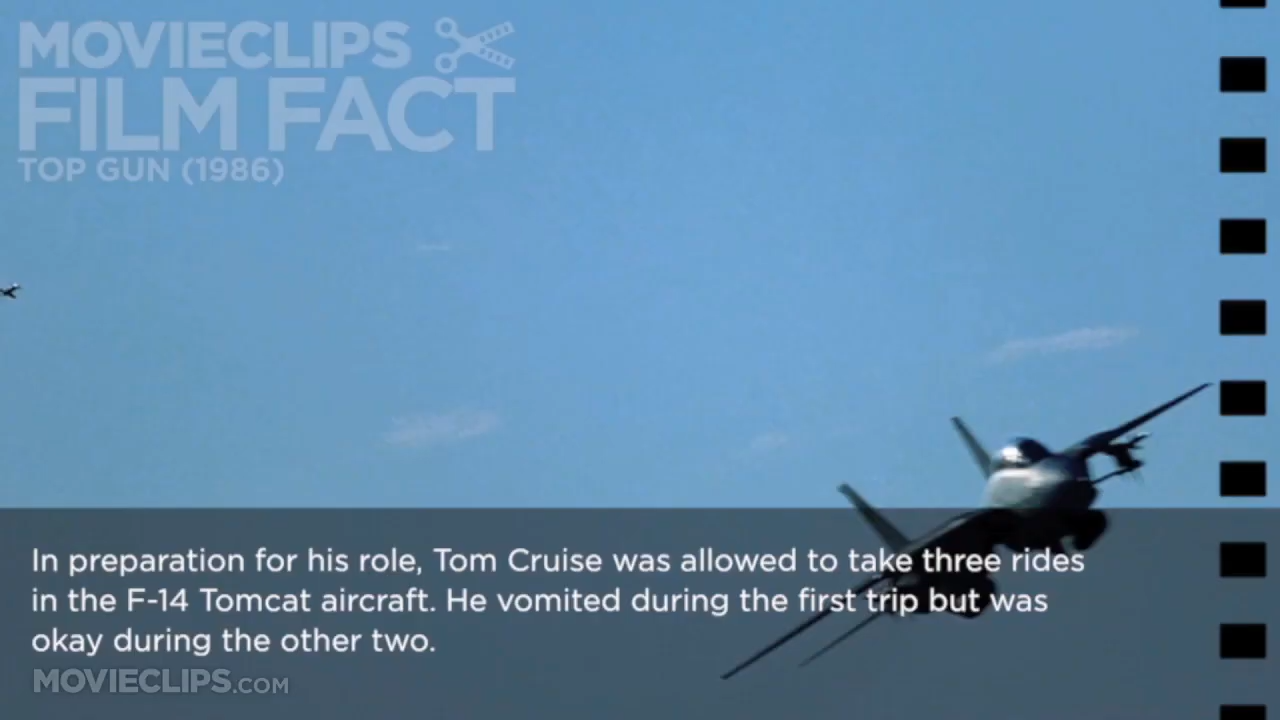 MOVIECLIPS
FILM FACT
TOP GUN (1986)
In preparation for his role, Tom Cruise was allowed to take three rides
in the F-14 Tomcat aircraft. He vomited during the first trip but was
okay during the other two.
MOVIECLIPS.COM